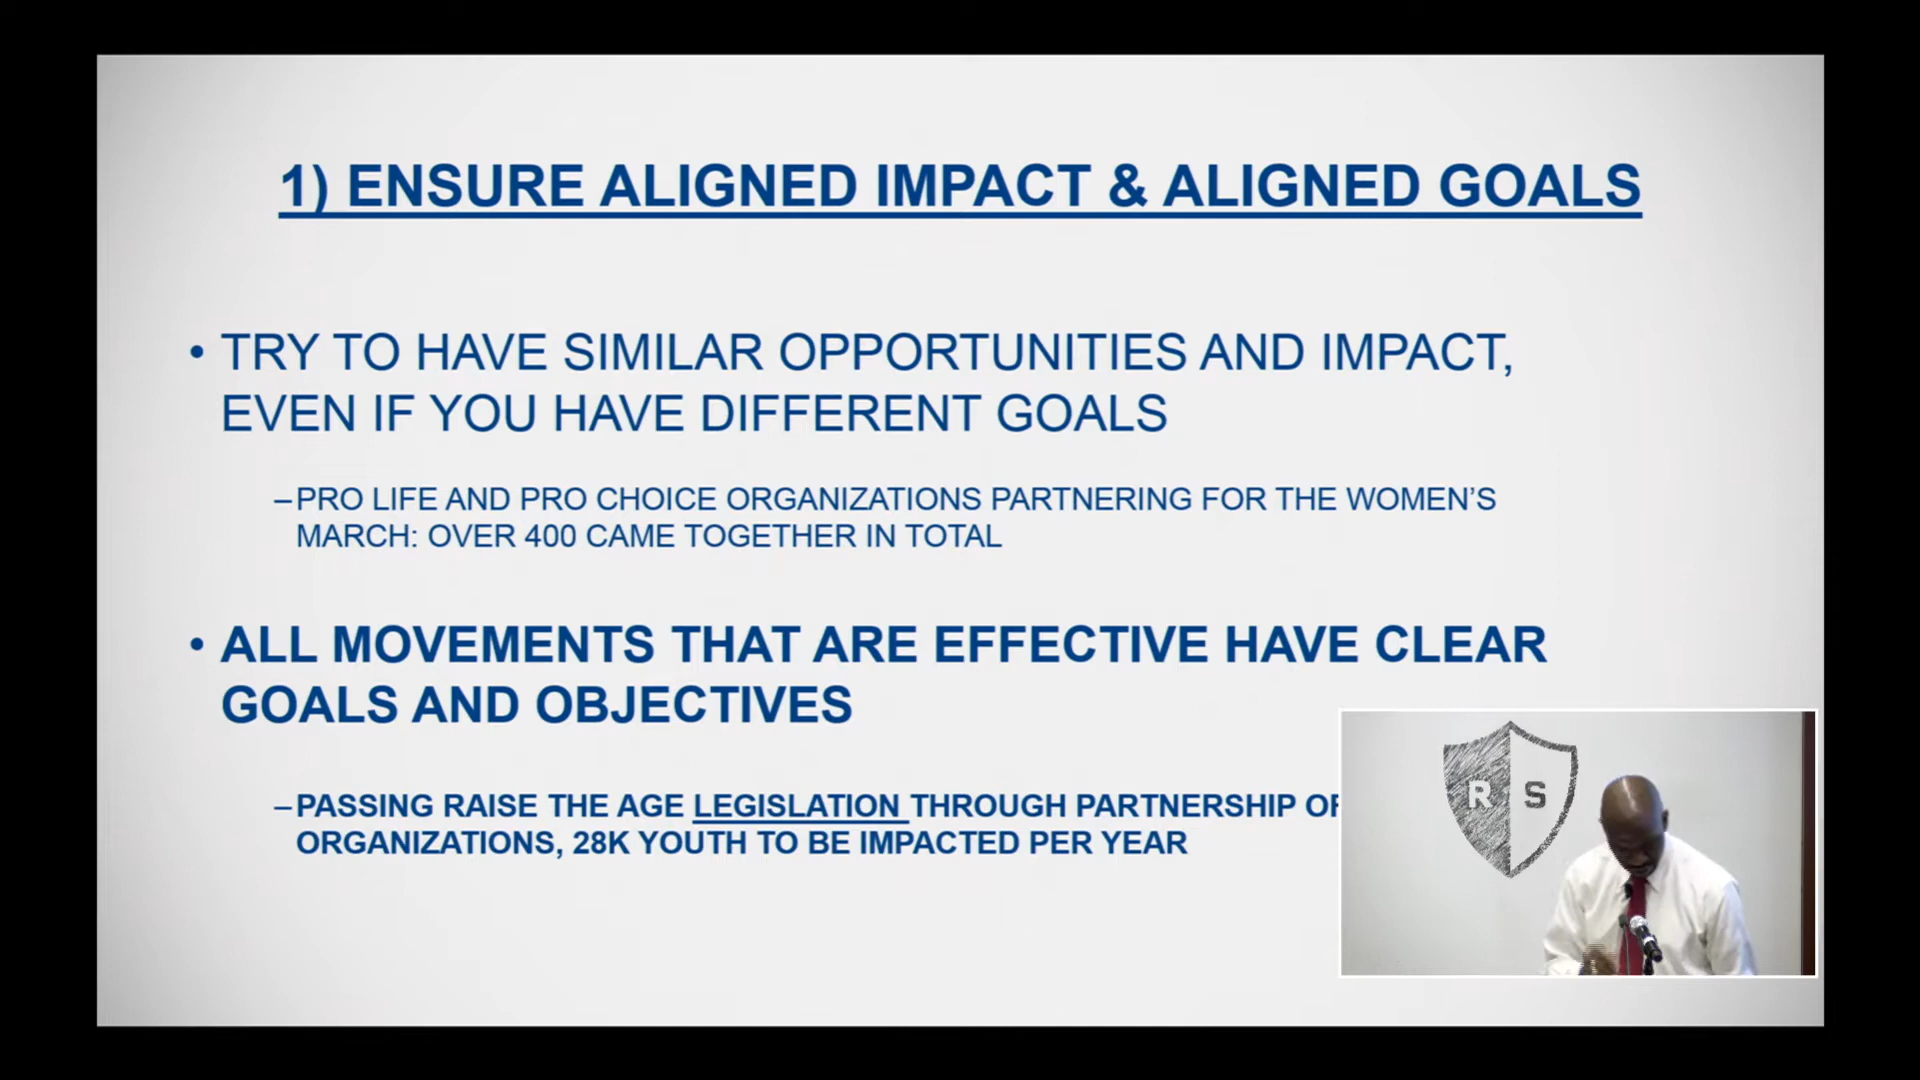 1) ENSURE ALIGNED IMPACT & ALIGNED GOALS
• TRY TO HAVE SIMILAR OPPORTUNITIES AND IMPACT,
EVEN IF YOU HAVE DIFFERENT GOALS
–PRO LIFE AND PRO CHOICE ORGANIZATIONS PARTNERING FOR THE WOMEN’S
MARCH: OVER 400 CAME TOGETHER IN TOTAL
• ALL MOVEMENTS THAT ARE EFFECTIVE HAVE CLEAR
GOALS AND OBJECTIVES
–PASSING RAISE THE AGE LEGISLATION THROUGH PARTNERSHIP OF
ORGANIZATIONS, 28K YOUTH TO BE IMPACTED PER YEAR
R S